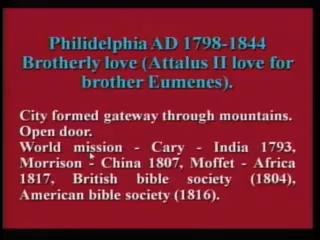 Philidelphia AD 1798-1844
Brotherly love (Attalus II love for
brother Eumenes).
City formed gateway through mountains.
Open door.
World mission - Cary - India 1793,
Morrison - China 1807, Moffet - Africa
1817, British bible society (1804),
American bible society (1816).